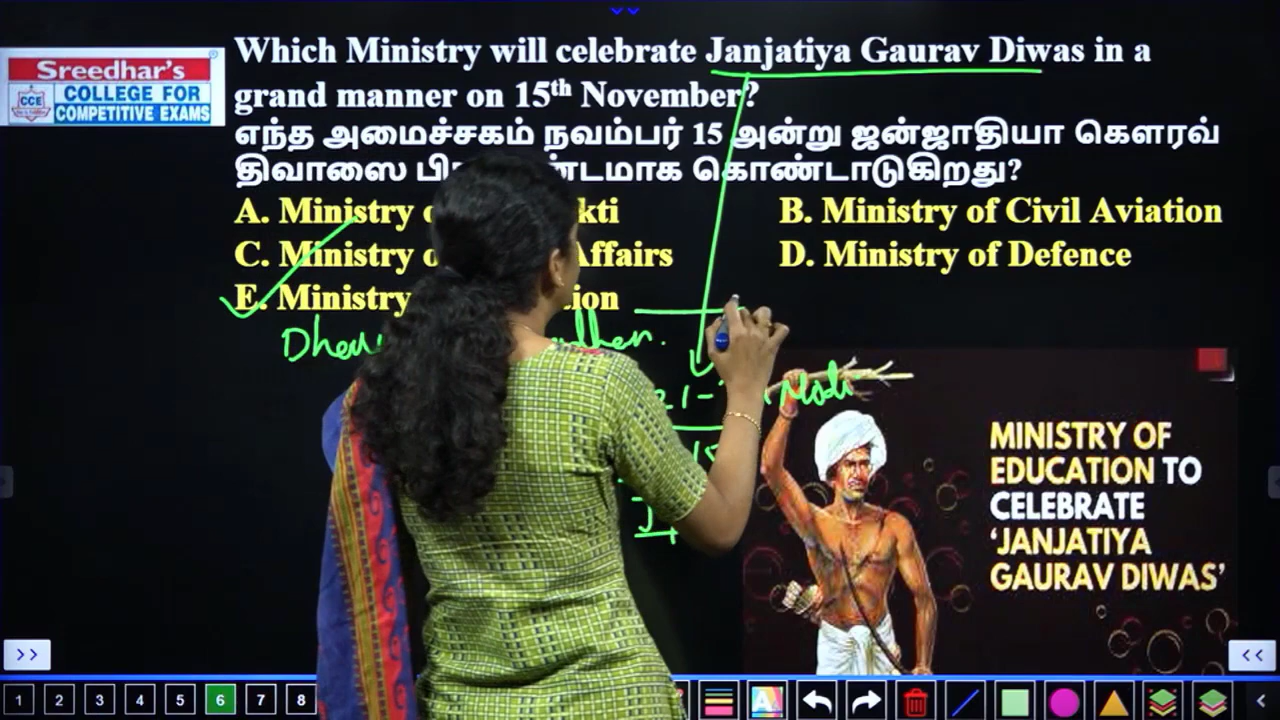 Sreedhar's
CCE
COLLEGE FOR
COMPETITIVE EXAMS
Which Ministry will celebrate Janjatiya Gaurav Diwas in a
grand manner on 15th November?
எந்த அமைச்சகம் நவம்பர் 15 அன்று ஜன்ஜாதியா கௌரவ்
திவாஸை கொண்டாடுகிறது?
A. Ministry
B. Ministry of Civil Aviation
C. Ministry Affairs
D. Ministry of Defence
E. Ministry
21- Modi
MINISTRY OF
EDUCATION TO
CELEBRATE
‘JANJATIYA
GAURAV DIWAS’
>>
<<
1 2 3 4 5 6 7 8
A